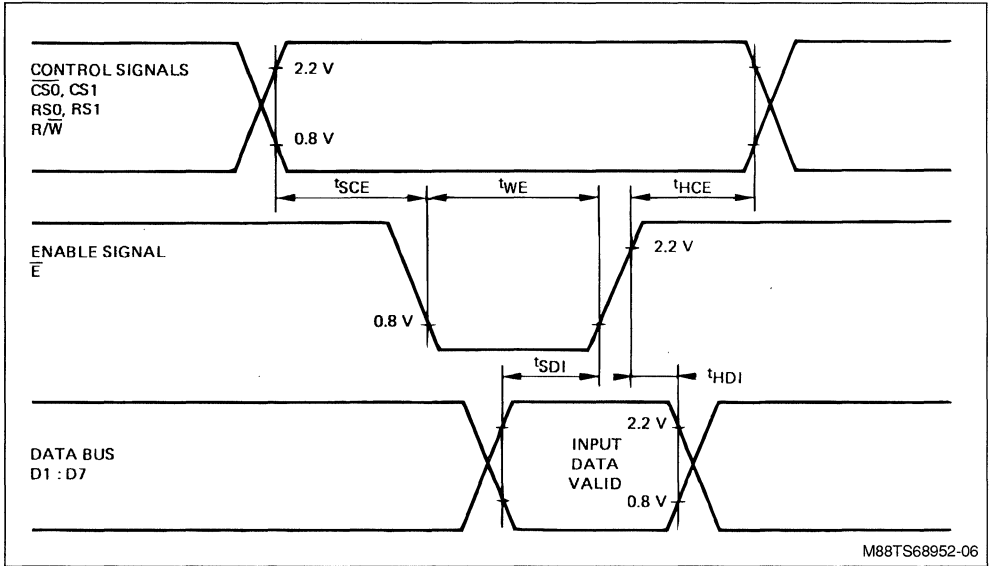 CONTROL SIGNALS
C̅S̅0̅, CS1
RS0, RS1
R/W̅
2.2 V
0.8 V
tSCE
tWE
tHCE
ENABLE SIGNAL
E̅
2.2 V
0.8 V
tSDI
tHDI
DATA BUS
D1 : D7
INPUT
DATA
VALID
2.2 V
0.8 V
M88TS68952-06